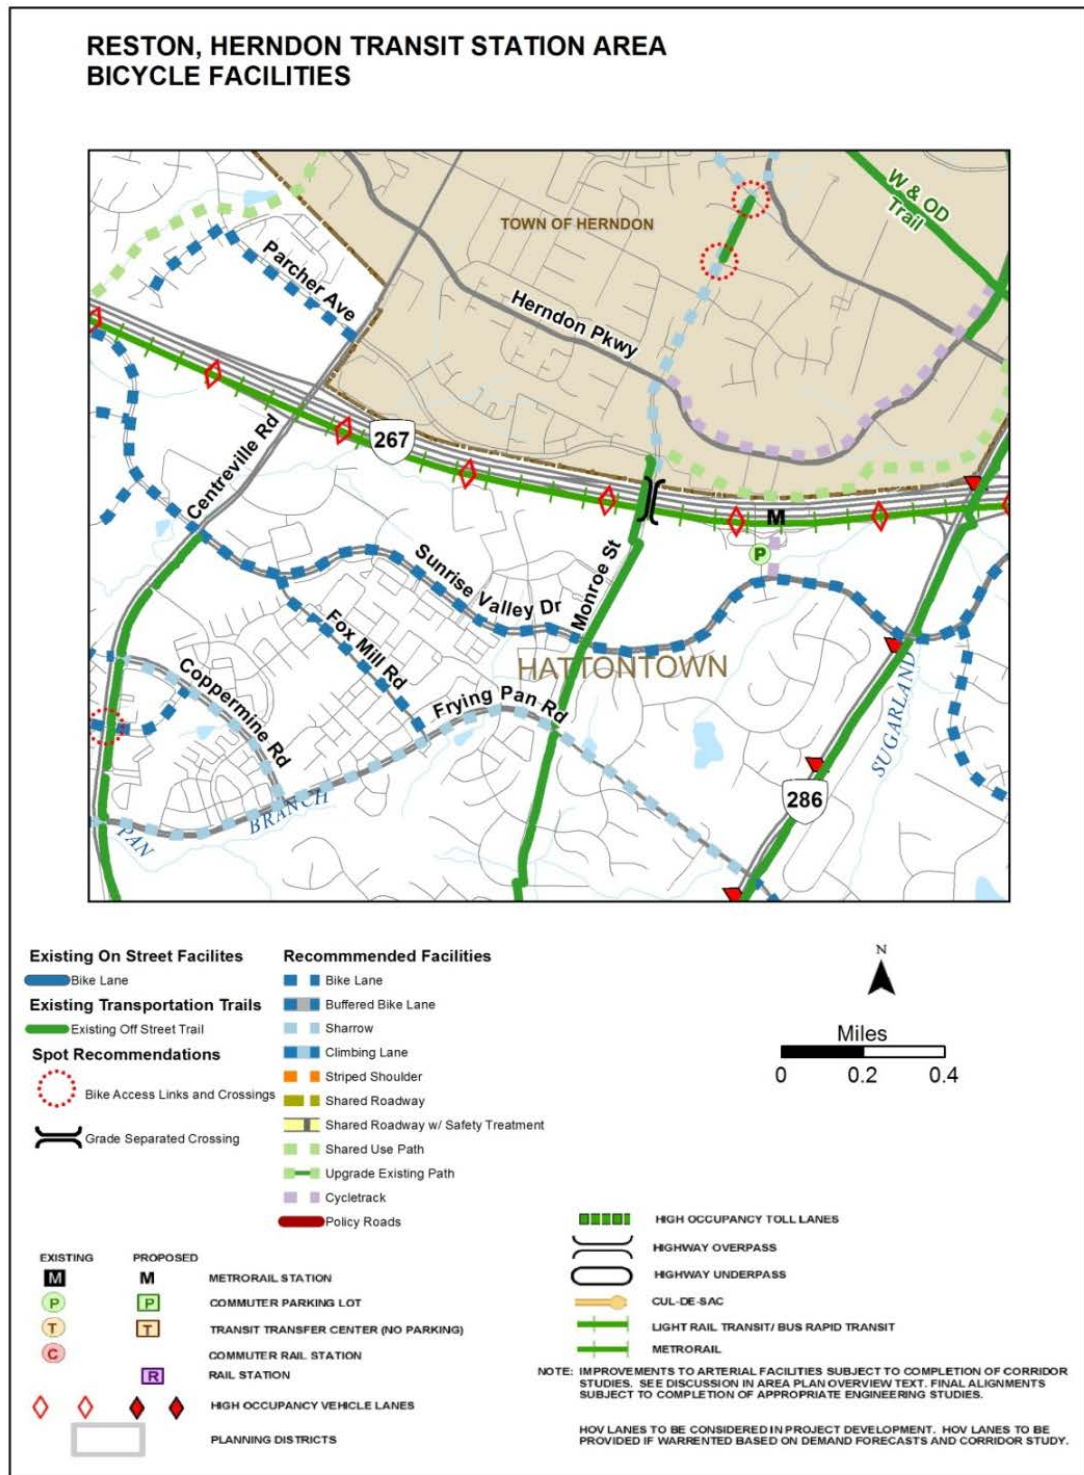 RESTON, HERNDON TRANSIT STATION AREA
BICYCLE FACILITIES
W & OD
Trail
TOWN OF HERNDON
Parcher Ave
Herndon Pkwy
267
Centreville Rd
M
P
Sunrise Valley Dr
Monroe St
Fox Mill Rd
HATTONTOWN
Coppermine Rd
Frying Pan Rd
SUGARLAND
286
BRANCH
PAN
Existing On Street Facilites
Bike Lane
Existing Transportation Trails
Existing Off Street Trail
Spot Recommendations
Bike Access Links and Crossings
Grade Separated Crossing
Recommmended Facilities
Bike Lane
Buffered Bike Lane
Sharrow
Climbing Lane
Striped Shoulder
Shared Roadway
Shared Roadway w/ Safety Treatment
Shared Use Path
Upgrade Existing Path
Cycletrack
Policy Roads
N
Miles
0 0.2 0.4
EXISTING PROPOSED
M M METRORAIL STATION
P P COMMUTER PARKING LOT
T T TRANSIT TRANSFER CENTER (NO PARKING)
C COMMUTER RAIL STATION
R RAIL STATION
HIGH OCCUPANCY VEHICLE LANES
PLANNING DISTRICTS
HIGH OCCUPANCY TOLL LANES
HIGHWAY OVERPASS
HIGHWAY UNDERPASS
CUL-DE-SAC
LIGHT RAIL TRANSIT/ BUS RAPID TRANSIT
METRORAIL
NOTE: IMPROVEMENTS TO ARTERIAL FACILITIES SUBJECT TO COMPLETION OF CORRIDOR
STUDIES. SEE DISCUSSION IN AREA PLAN OVERVIEW TEXT. FINAL ALIGNMENTS
SUBJECT TO COMPLETION OF APPROPRIATE ENGINEERING STUDIES.
HOV LANES TO BE CONSIDERED IN PROJECT DEVELOPMENT. HOV LANES TO BE
PROVIDED IF WARRENTED BASED ON DEMAND FORECASTS AND CORRIDOR STUDY.